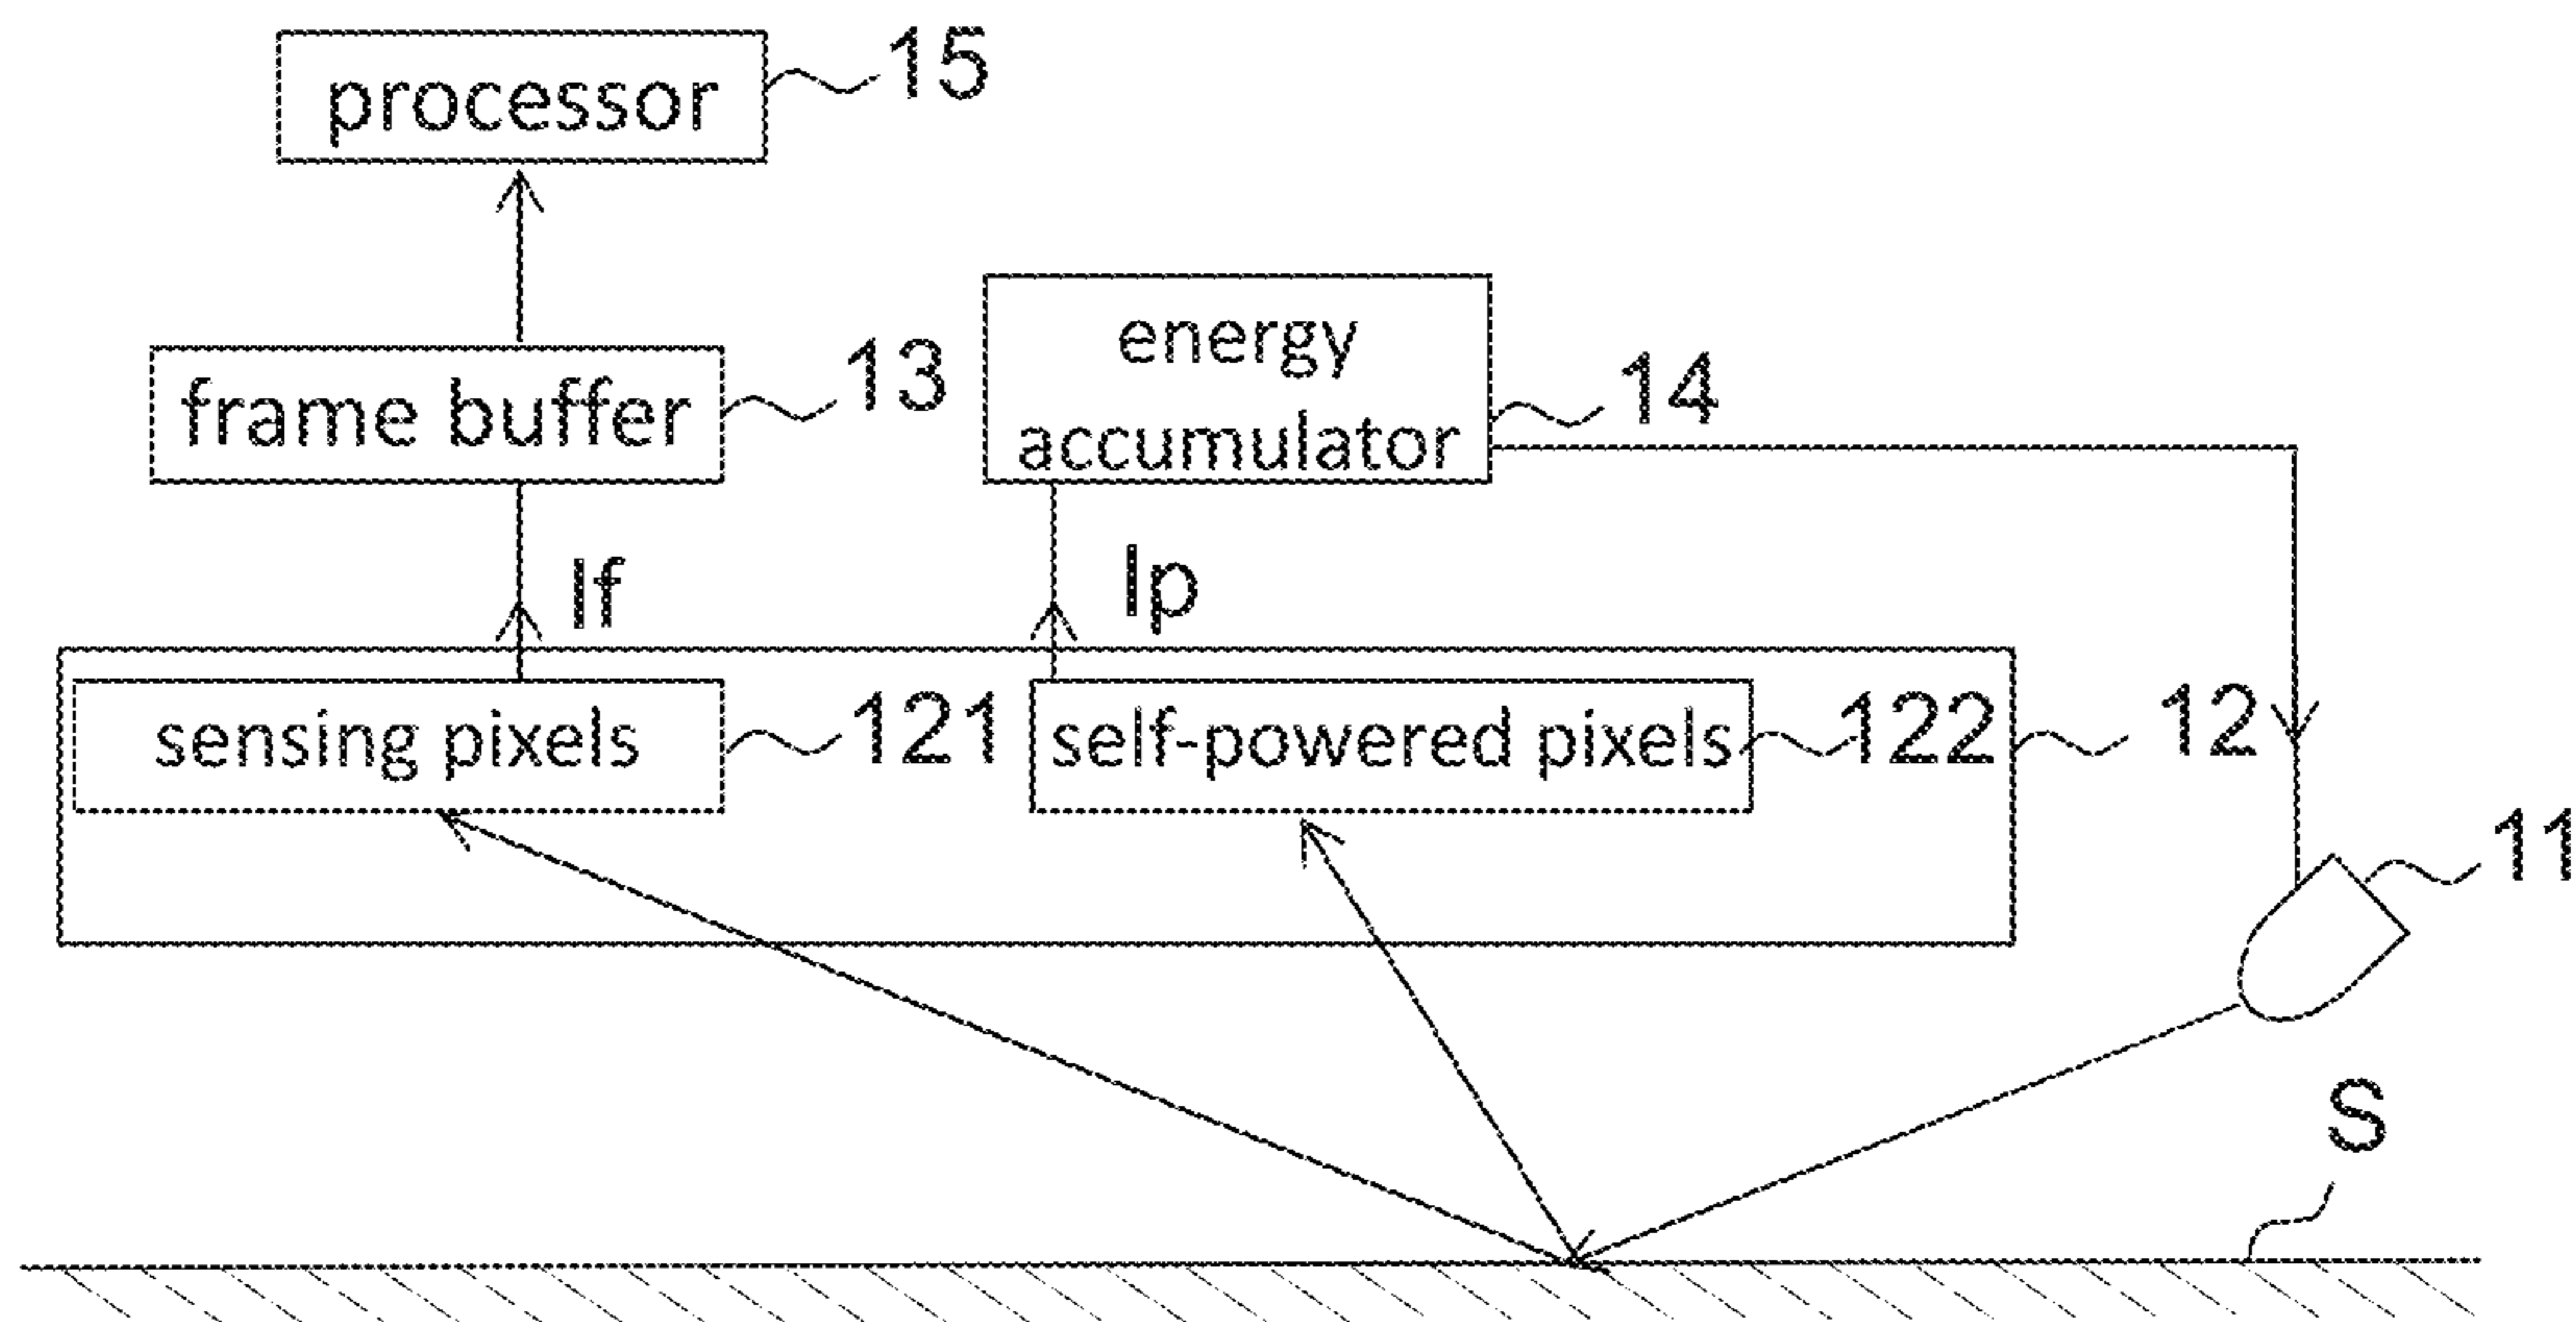 processor
15
energy
accumulator
14
frame buffer
13
If
Ip
sensing pixels
121
self-powered pixels
122
12
11
S